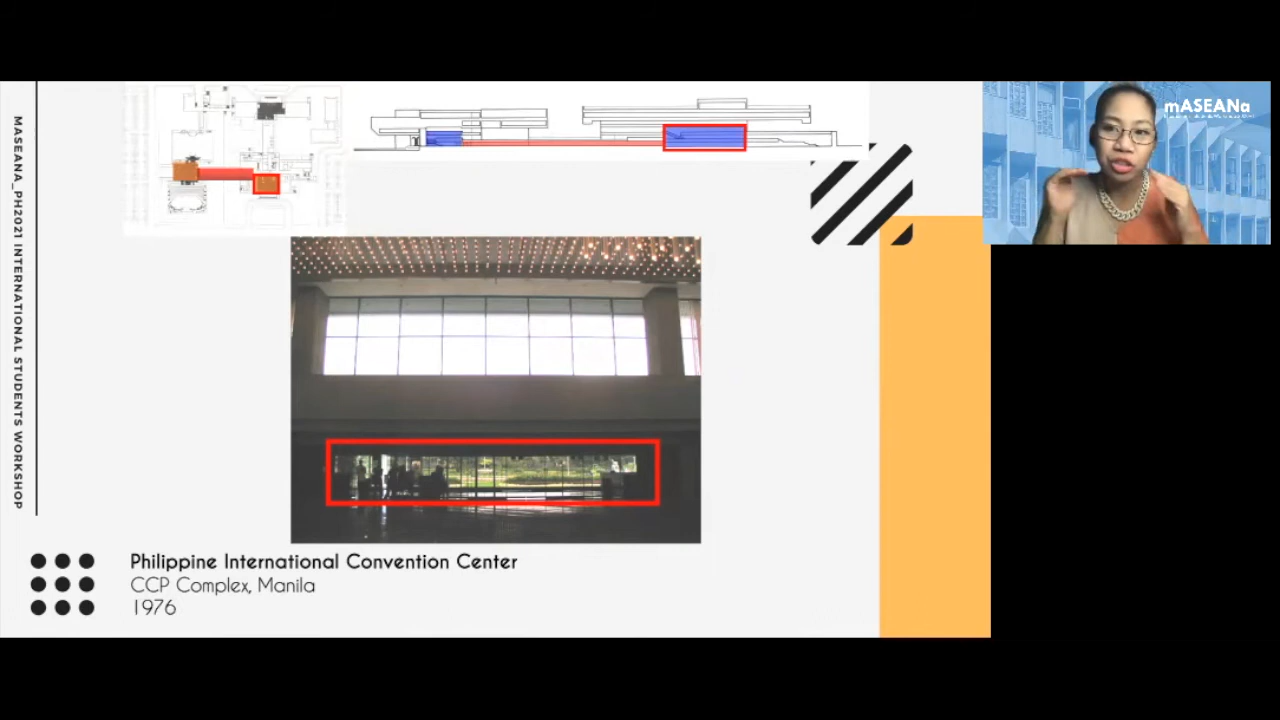 MASEANA_PH2021 INTERNATIONAL STUDENTS WORKSHOP
mASEANa
Philippine International Convention Center
CCP Complex, Manila
1976